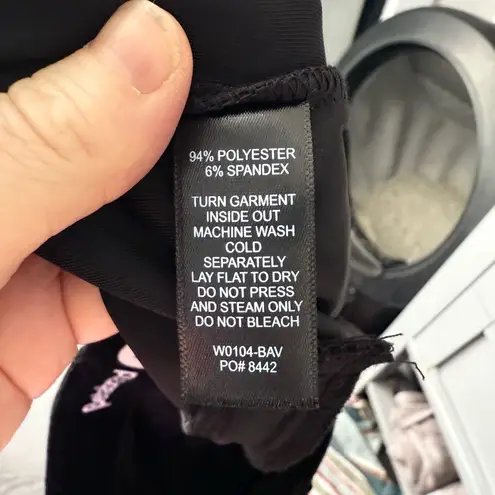 94% POLYESTER
6% SPANDEX
TURN GARMENT
INSIDE OUT
MACHINE WASH
COLD
SEPARATELY
LAY FLAT TO DRY
DO NOT PRESS
AND STEAM ONLY
DO NOT BLEACH
W0104-BAV
PO# 8442